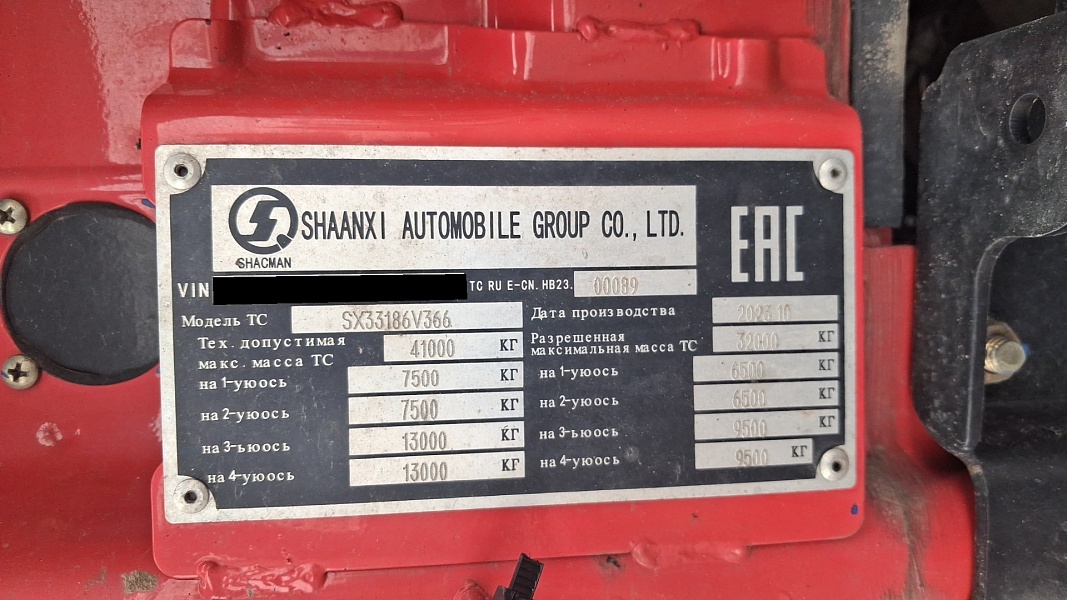 SHAANXI AUTOMOBILE GROUP CO., LTD.
SHACMAN
EAC
VIN
TC RU E-CN.HB23. 00089
Модель ТС SX33186V366
Дата производства 2023.10
Тех. допустимая
макс. масса ТС 41000 КГ
Разрешенная
максимальная масса ТС 32000 КГ
на 1-уюось 7500 КГ
на 1-уюось 6500 КГ
на 2-уюось 7500 КГ
на 2-уюось 6500 КГ
на 3-ьюось 13000 КГ
на 3-ьюось 9500 КГ
на 4-уюось 13000 КГ
на 4-уюось 9500 КГ